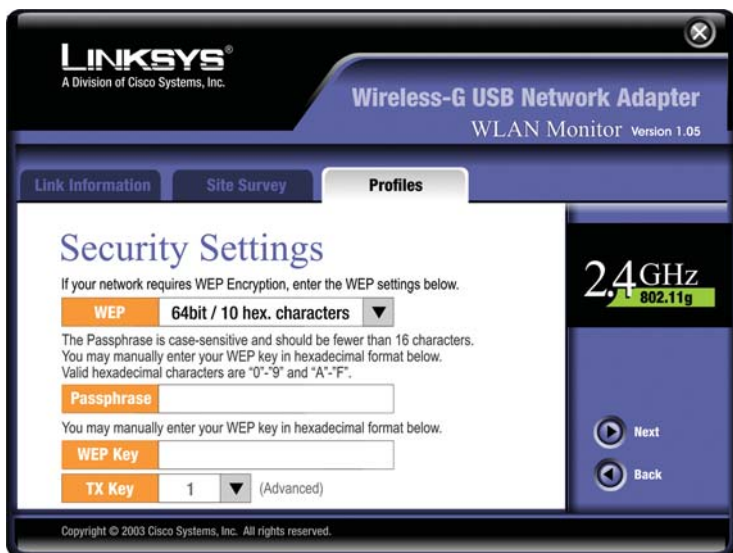 LINKSYS®
A Division of Cisco Systems, Inc.
Wireless-G USB Network Adapter
WLAN Monitor Version 1.05
Link Information
Site Survey
Profiles
Security Settings
If your network requires WEP Encryption, enter the WEP settings below.
WEP 64bit / 10 hex. characters
The Passphrase is case-sensitive and should be fewer than 16 characters.
You may manually enter your WEP key in hexadecimal format below.
Valid hexadecimal characters are “0”-”9” and “A”-”F”.
Passphrase
You may manually enter your WEP key in hexadecimal format below.
WEP Key
TX Key 1 (Advanced)
2.4GHz
802.11g
Next
Back
Copyright © 2003 Cisco Systems, Inc. All rights reserved.